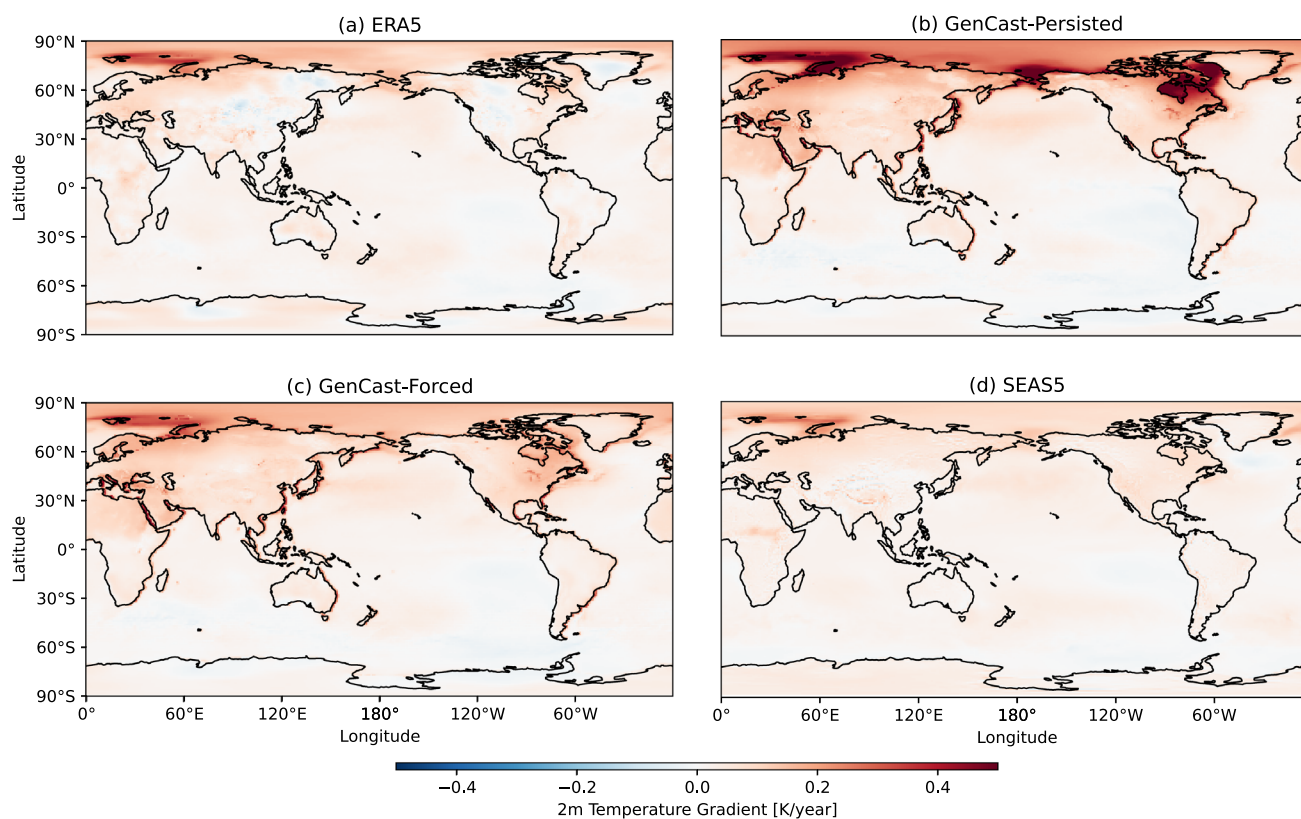 (a) ERA5
(b) GenCast-Persisted
90°N
60°N
30°N
0°
30°S
60°S
90°S
Latitude
(c) GenCast-Forced
(d) SEAS5
90°N
60°N
30°N
0°
30°S
60°S
90°S
Latitude
0° 60°E 120°E 180° 120°W 60°W
Longitude
0° 60°E 120°E 180° 120°W 60°W
Longitude
−0.4 −0.2 0.0 0.2 0.4
2m Temperature Gradient [K/year]